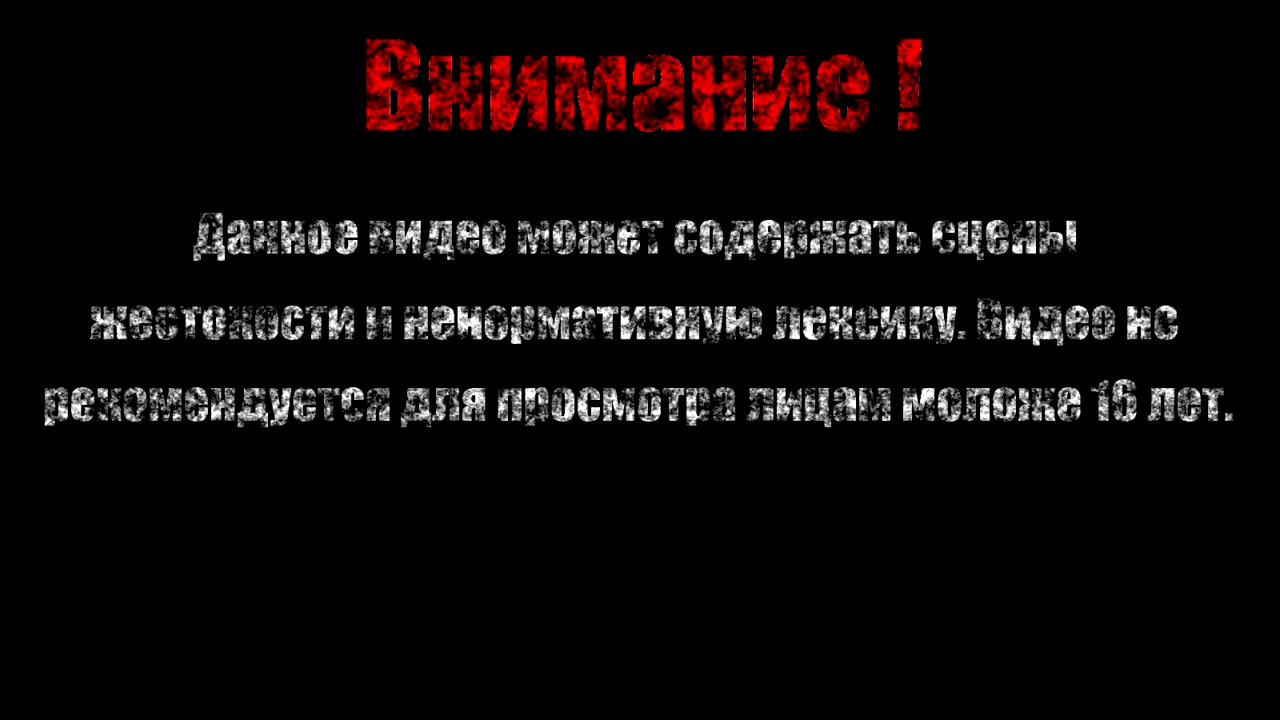 Внимание !
Данное видео может содержать сцены
жестокости и ненормативную лексику. Видео не
рекомендуется для просмотра лицам моложе 16 лет.